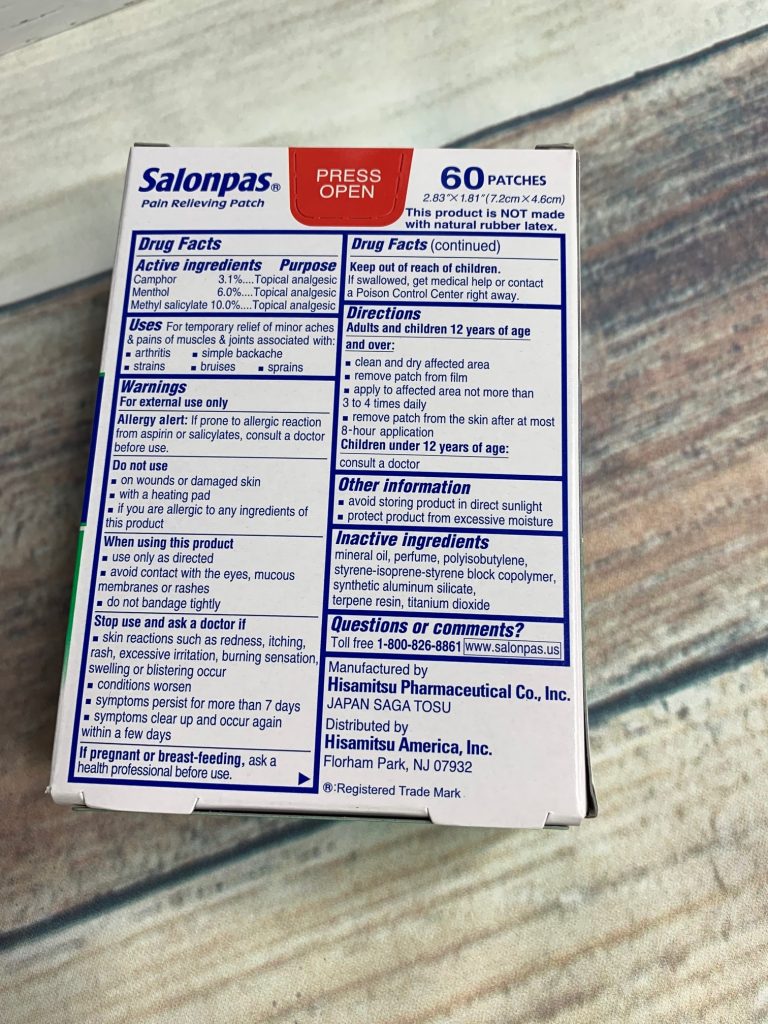 Salonpas®
Pain Relieving Patch
PRESS
OPEN
60 PATCHES
2.83"×1.81"(7.2cm×4.6cm)
This product is NOT made
with natural rubber latex.
Drug Facts
Active ingredients Purpose
Camphor 3.1%....Topical analgesic
Menthol 6.0%....Topical analgesic
Methyl salicylate 10.0%....Topical analgesic
Uses For temporary relief of minor aches
& pains of muscles & joints associated with:
▪ arthritis ▪ simple backache
▪ strains ▪ bruises ▪ sprains
Warnings
For external use only
Allergy alert: If prone to allergic reaction
from aspirin or salicylates, consult a doctor
before use.
Do not use
▪ on wounds or damaged skin
▪ with a heating pad
▪ if you are allergic to any ingredients of
this product
When using this product
▪ use only as directed
▪ avoid contact with the eyes, mucous
membranes or rashes
▪ do not bandage tightly
Stop use and ask a doctor if
▪ skin reactions such as redness, itching,
rash, excessive irritation, burning sensation,
swelling or blistering occur
▪ conditions worsen
▪ symptoms persist for more than 7 days
▪ symptoms clear up and occur again
within a few days
If pregnant or breast-feeding, ask a
health professional before use.
Drug Facts (continued)
Keep out of reach of children.
If swallowed, get medical help or contact
a Poison Control Center right away.
Directions
Adults and children 12 years of age
and over:
▪ clean and dry affected area
▪ remove patch from film
▪ apply to affected area not more than
3 to 4 times daily
▪ remove patch from the skin after at most
8-hour application
Children under 12 years of age:
consult a doctor
Other information
▪ avoid storing product in direct sunlight
▪ protect product from excessive moisture
Inactive ingredients
mineral oil, perfume, polyisobutylene,
styrene-isoprene-styrene block copolymer,
synthetic aluminum silicate,
terpene resin, titanium dioxide
Questions or comments?
Toll free 1-800-826-8861 www.salonpas.us
Manufactured by
Hisamitsu Pharmaceutical Co., Inc.
JAPAN SAGA TOSU
Distributed by
Hisamitsu America, Inc.
Florham Park, NJ 07932
®:Registered Trade Mark